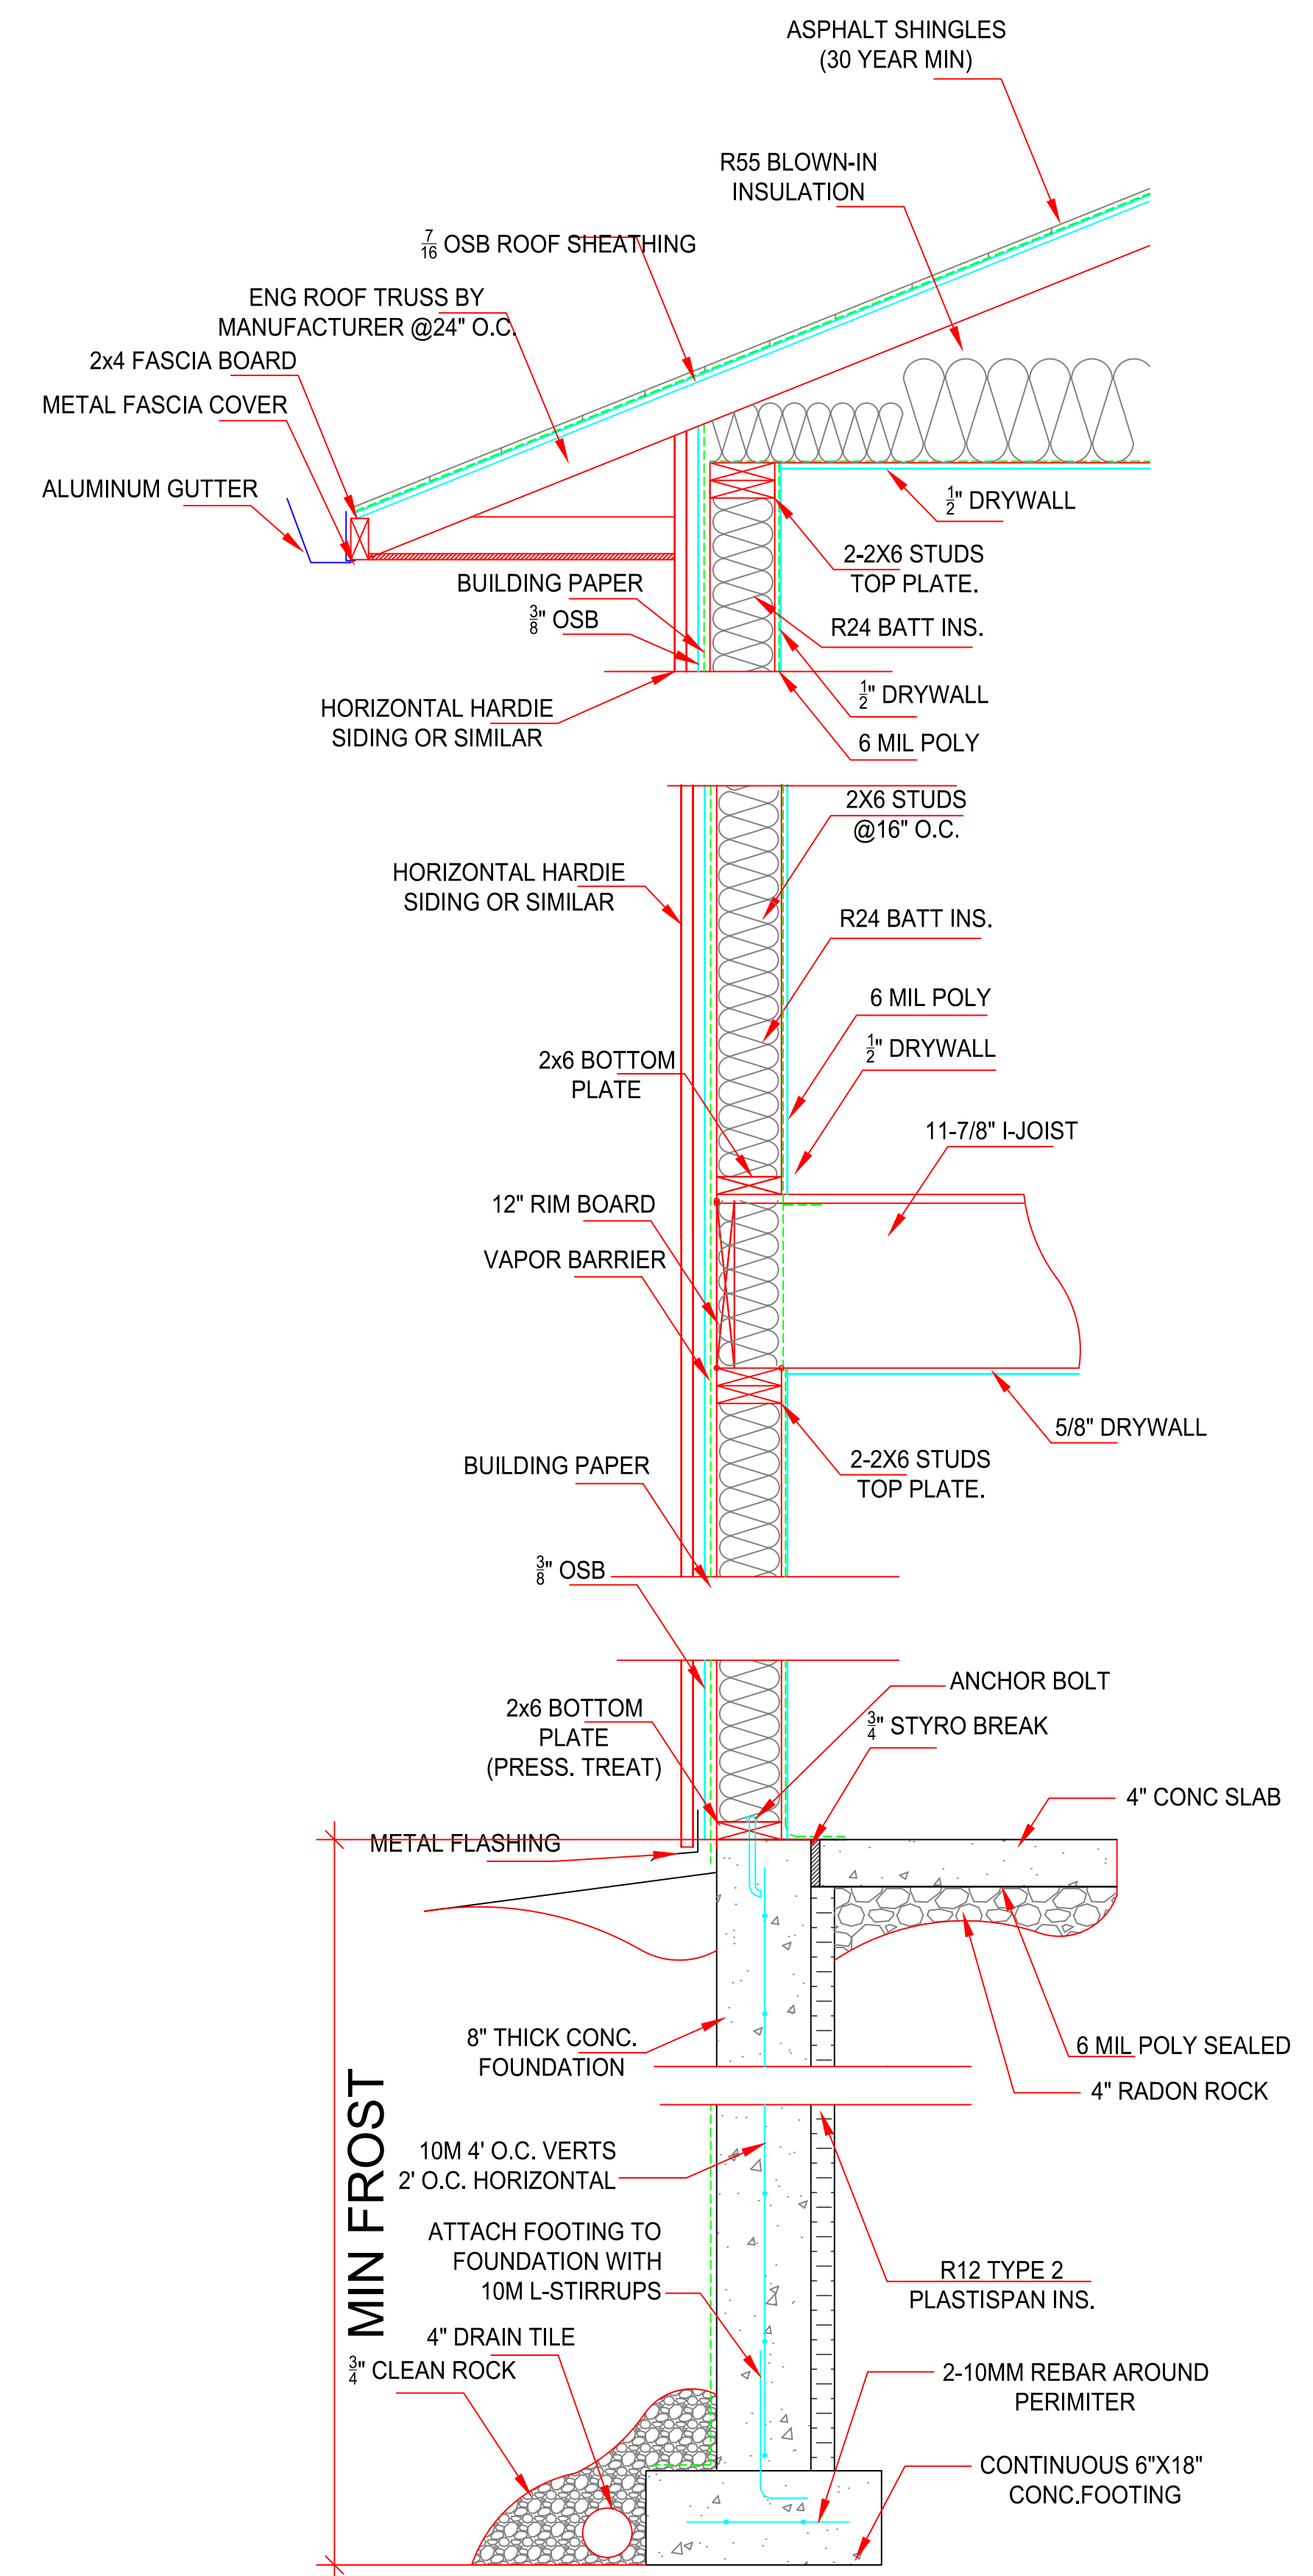 ASPHALT SHINGLES
(30 YEAR MIN)
R55 BLOWN-IN
INSULATION
7/16 OSB ROOF SHEATHING
ENG ROOF TRUSS BY
MANUFACTURER @24" O.C.
2x4 FASCIA BOARD
METAL FASCIA COVER
ALUMINUM GUTTER
1/2" DRYWALL
2-2X6 STUDS
TOP PLATE.
BUILDING PAPER
3/8" OSB
R24 BATT INS.
HORIZONTAL HARDIE
SIDING OR SIMILAR
1/2" DRYWALL
6 MIL POLY
2X6 STUDS
@16" O.C.
HORIZONTAL HARDIE
SIDING OR SIMILAR
R24 BATT INS.
6 MIL POLY
1/2" DRYWALL
2x6 BOTTOM
PLATE
11-7/8" I-JOIST
12" RIM BOARD
VAPOR BARRIER
5/8" DRYWALL
2-2X6 STUDS
TOP PLATE.
BUILDING PAPER
3/8" OSB
ANCHOR BOLT
2x6 BOTTOM
PLATE
(PRESS. TREAT)
3/4" STYRO BREAK
4" CONC SLAB
METAL FLASHING
8" THICK CONC.
FOUNDATION
6 MIL POLY SEALED
4" RADON ROCK
MIN FROST
10M 4' O.C. VERTS
2' O.C. HORIZONTAL
ATTACH FOOTING TO
FOUNDATION WITH
10M L-STIRRUPS
R12 TYPE 2
PLASTISPAN INS.
4" DRAIN TILE
3/4" CLEAN ROCK
2-10MM REBAR AROUND
PERIMITER
CONTINUOUS 6"X18"
CONC.FOOTING